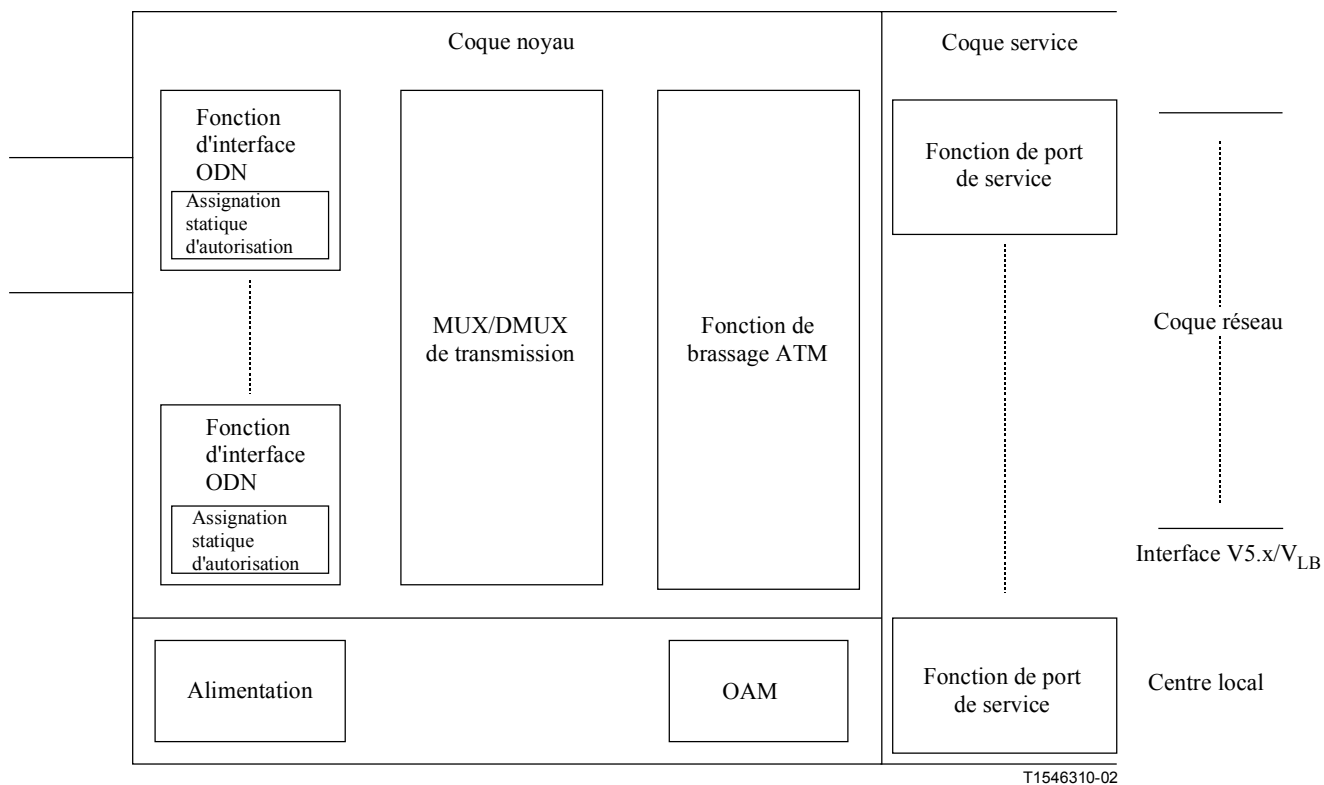 Coque noyau
Coque service
Fonction
d'interface
ODN
Assignation
statique
d'autorisation
MUX/DMUX
de transmission
Fonction de
brassage ATM
Fonction de port
de service
Coque réseau
Fonction
d'interface
ODN
Assignation
statique
d'autorisation
Interface V5.x/VLB
Alimentation
OAM
Fonction de port
de service
Centre local
T1546310-02